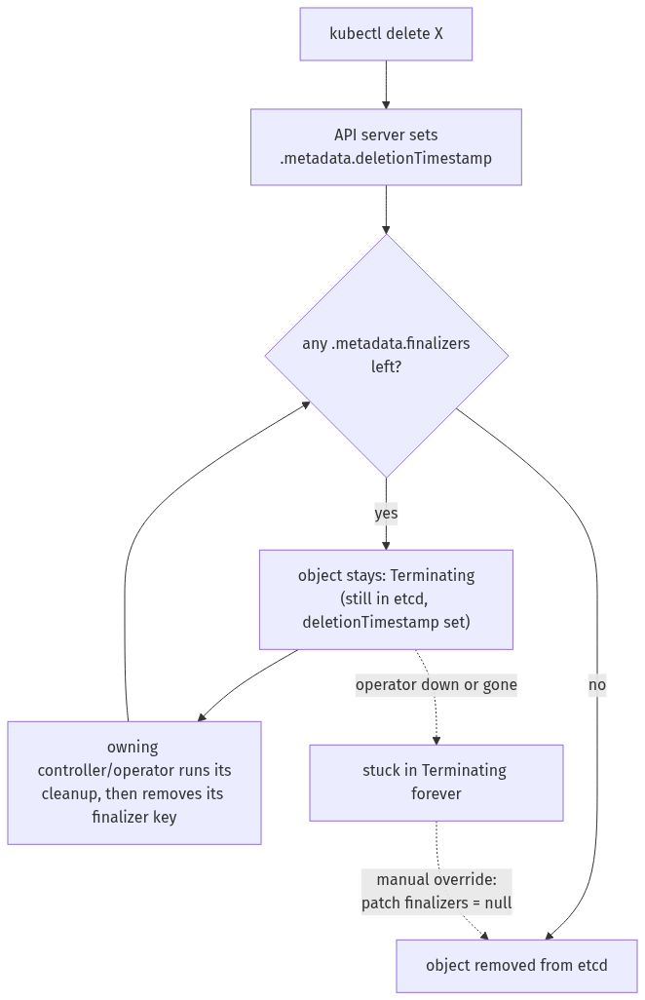 kubectl delete X
API server sets
.metadata.deletionTimestamp
any .metadata.finalizers
left?
yes
object stays: Terminating
(still in etcd,
deletionTimestamp set)
operator down or gone
no
owning
controller/operator runs its
cleanup, then removes its
finalizer key
stuck in Terminating
forever
manual override:
patch finalizers = null
object removed from etcd